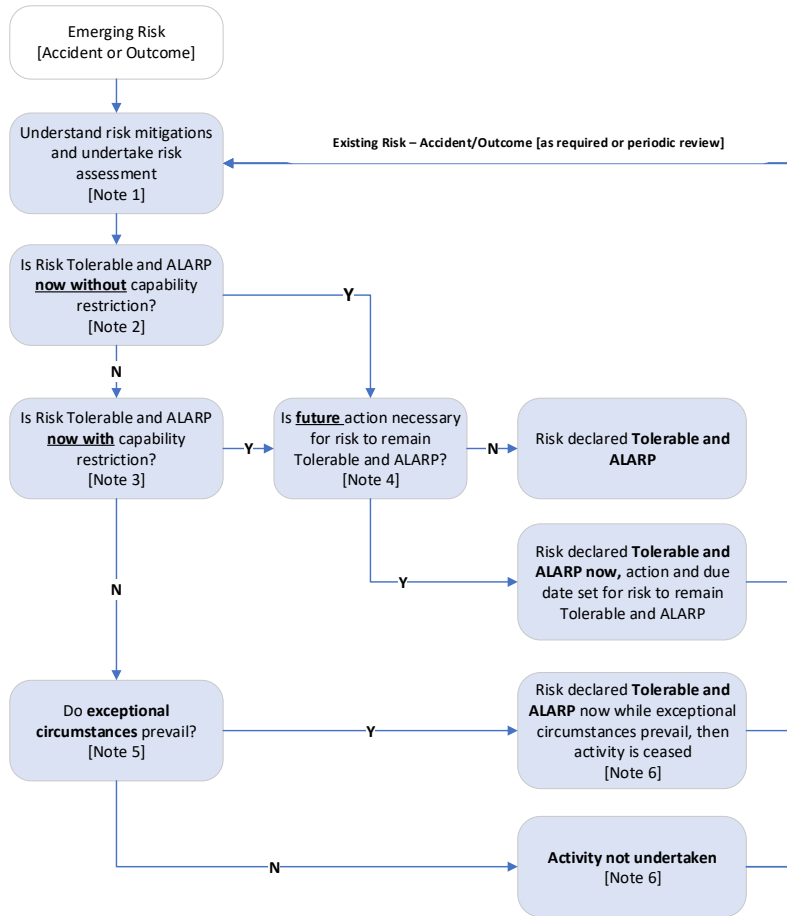 Emerging Risk
[Accident or Outcome]
Understand risk mitigations
and undertake risk
assessment
[Note 1]
Existing Risk – Accident/Outcome [as required or periodic review]
Is Risk Tolerable and ALARP
now without capability
restriction?
[Note 2]
Y
N
Is Risk Tolerable and ALARP
now with capability
restriction?
[Note 3]
Y
Is future action necessary
for risk to remain
Tolerable and ALARP?
[Note 4]
N
Risk declared Tolerable and
ALARP
Y
Risk declared Tolerable and
ALARP now, action and due
date set for risk to remain
Tolerable and ALARP
N
Do exceptional
circumstances prevail?
[Note 5]
Y
Risk declared Tolerable and
ALARP now while exceptional
circumstances prevail, then
activity is ceased
[Note 6]
N
Activity not undertaken
[Note 6]